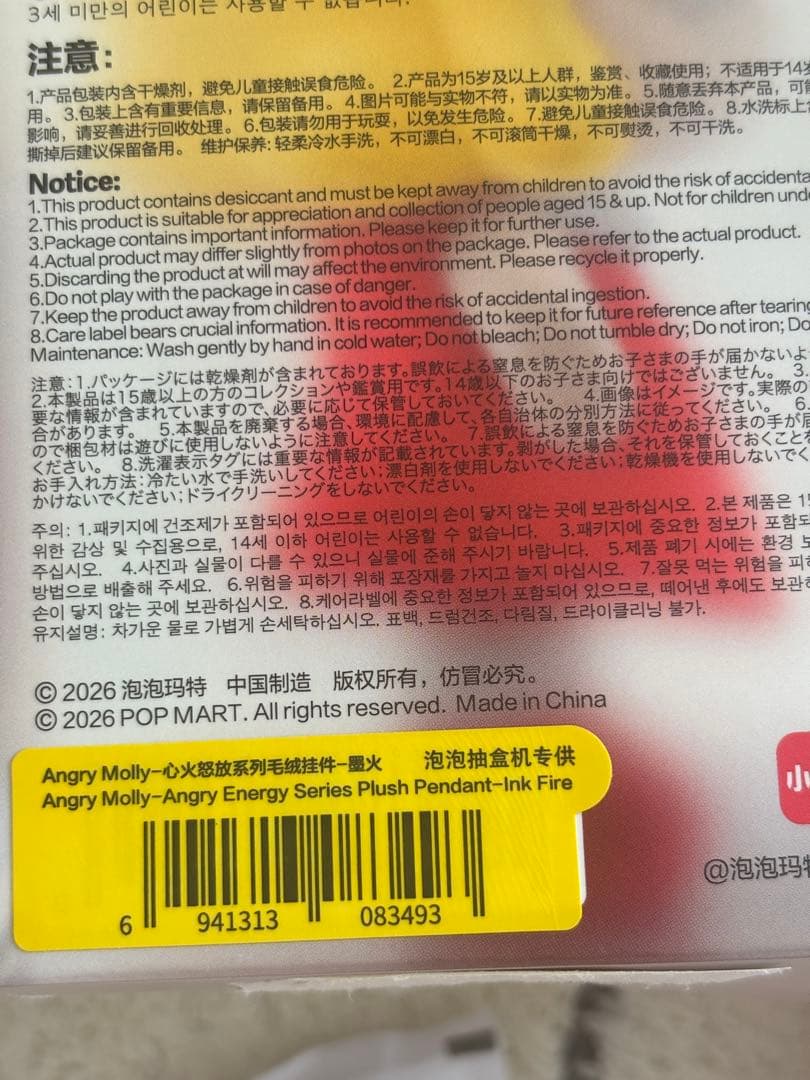 3세 미만의 어린이는 사용할 수 없습니다.
注意：
1.产品包装内含干燥剂，避免儿童接触误食危险。 2.产品为15岁及以上人群，鉴赏、收藏使用；不适用于14岁
用。 3.包装上含有重要信息，请保留备用。 4.图片可能与实物不符，请以实物为准。 5.随意丢弃本产品，可能
影响，请妥善进行回收处理。 6.包装请勿用于玩耍，以免发生危险。 7.避免儿童接触误食危险。 8.水洗标上含
撕掉后建议保留备用。 维护保养：轻柔冷水手洗，不可漂白，不可滚筒干燥，不可熨烫，不可干洗。
Notice:
1.This product contains desiccant and must be kept away from children to avoid the risk of accidenta
2.This product is suitable for appreciation and collection of people aged 15 & up. Not for children und
3.Package contains important information. Please keep it for further use.
4.Actual product may differ slightly from photos on the package. Please refer to the actual product.
5.Discarding the product at will may affect the environment. Please recycle it properly.
6.Do not play with the package in case of danger.
7.Keep the product away from children to avoid the risk of accidental ingestion.
8.Care label bears crucial information. It is recommended to keep it for future reference after tearing
Maintenance: Wash gently by hand in cold water; Do not bleach; Do not tumble dry; Do not iron; Do
注意：1.パッケージには乾燥剤が含まれております。誤飲による窒息を防ぐためお子さまの手が届かないよ
2.本製品は15歳以上の方のコレクションや鑑賞用です。14歳以下のお子さま向けではございません。 3.
要な情報が含まれていますので、必要に応じて保管しておいてください。 4.画像はイメージです。実際の
合があります。 5.本製品を廃棄する場合、環境に配慮して、各自治体の分別方法に従ってください。 6.
ので梱包材は遊びに使用しないように注意してください。 7.誤飲による窒息を防ぐためお子さまの手が届
ください。 8.洗濯表示タグには重要な情報が記載されています。剥がした場合、それを保管しておくことを
お手入れ方法：冷たい水で手洗いしてください；漂白剤を使用しないでください；乾燥機を使用しないでく
かけないでください；ドライクリーニングをしないでください。
주의: 1.패키지에 건조제가 포함되어 있으므로 어린이의 손이 닿지 않는 곳에 보관하십시오. 2.본 제품은 15
위한 감상 및 수집용으로, 14세 이하 어린이는 사용할 수 없습니다. 3.패키지에 중요한 정보가 포함되
주십시오. 4.사진과 실물이 다를 수 있으니 실물에 준해 주시기 바랍니다. 5.제품 폐기 시에는 환경 보
방법으로 배출해 주세요. 6.위험을 피하기 위해 포장재를 가지고 놀지 마십시오. 7.잘못 먹는 위험을 피하
손이 닿지 않는 곳에 보관하십시오. 8.케어라벨에 중요한 정보가 포함되어 있으므로, 떼어낸 후에도 보관하
유지설명: 차가운 물로 가볍게 손세탁하십시오. 표백, 드럼건조, 다림질, 드라이클리닝 불가.
© 2026 泡泡玛特 中国制造 版权所有，仿冒必究。
© 2026 POP MART. All rights reserved. Made in China
Angry Molly-心火怒放系列毛绒挂件-墨火 泡泡抽盒机专供
Angry Molly-Angry Energy Series Plush Pendant-Ink Fire
6 941313 083493
小
@泡泡玛特